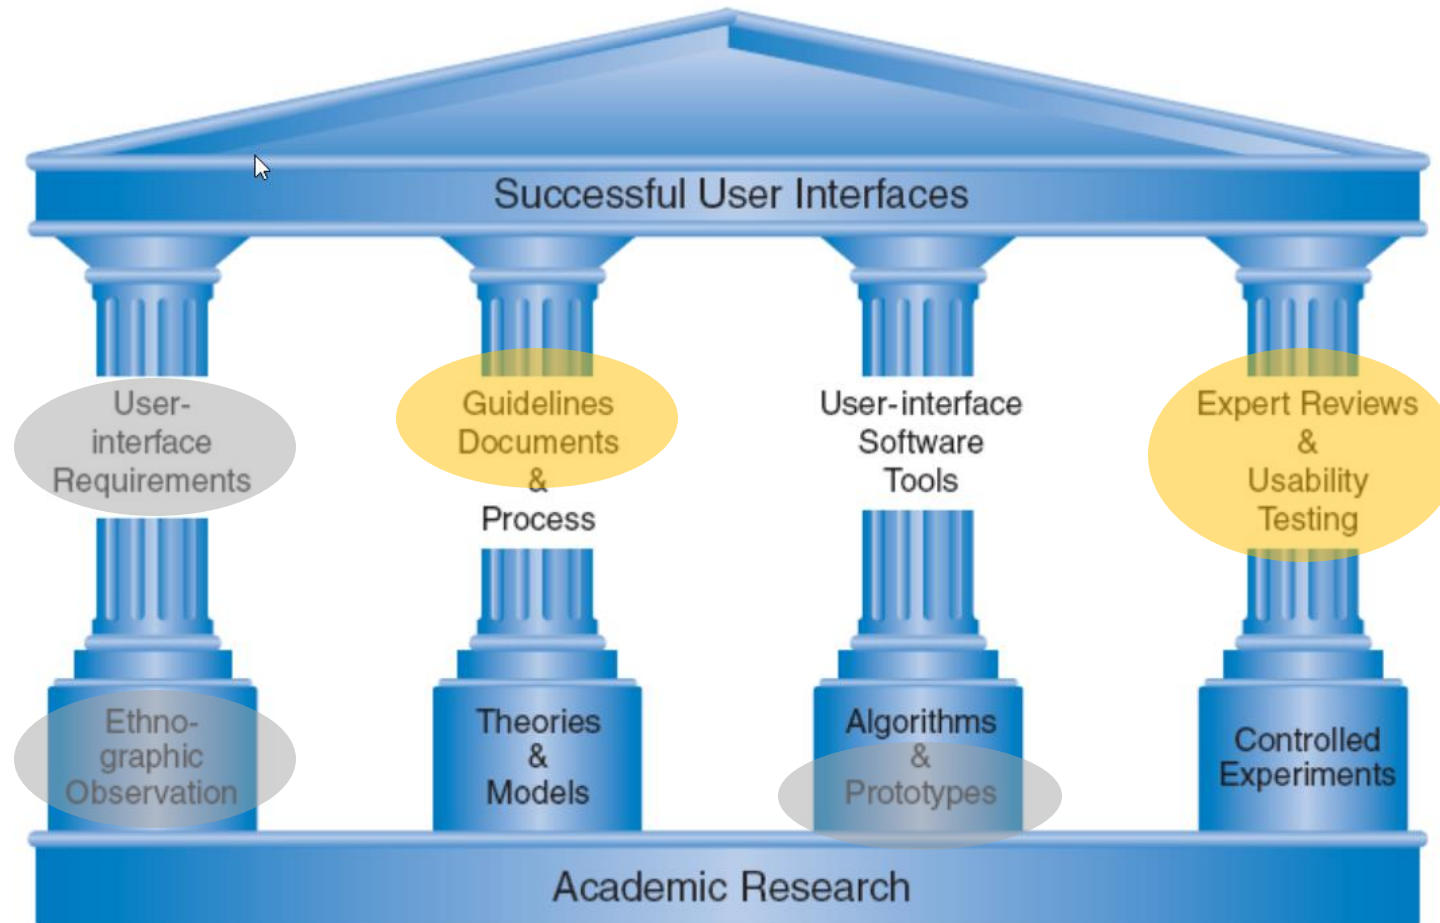 Successful User Interfaces
User-
interface
Requirements
Guidelines
Documents
&
Process
User-interface
Software
Tools
Expert Reviews
&
Usability
Testing
Ethno-
graphic
Observation
Theories
&
Models
Algorithms
&
Prototypes
Controlled
Experiments
Academic Research